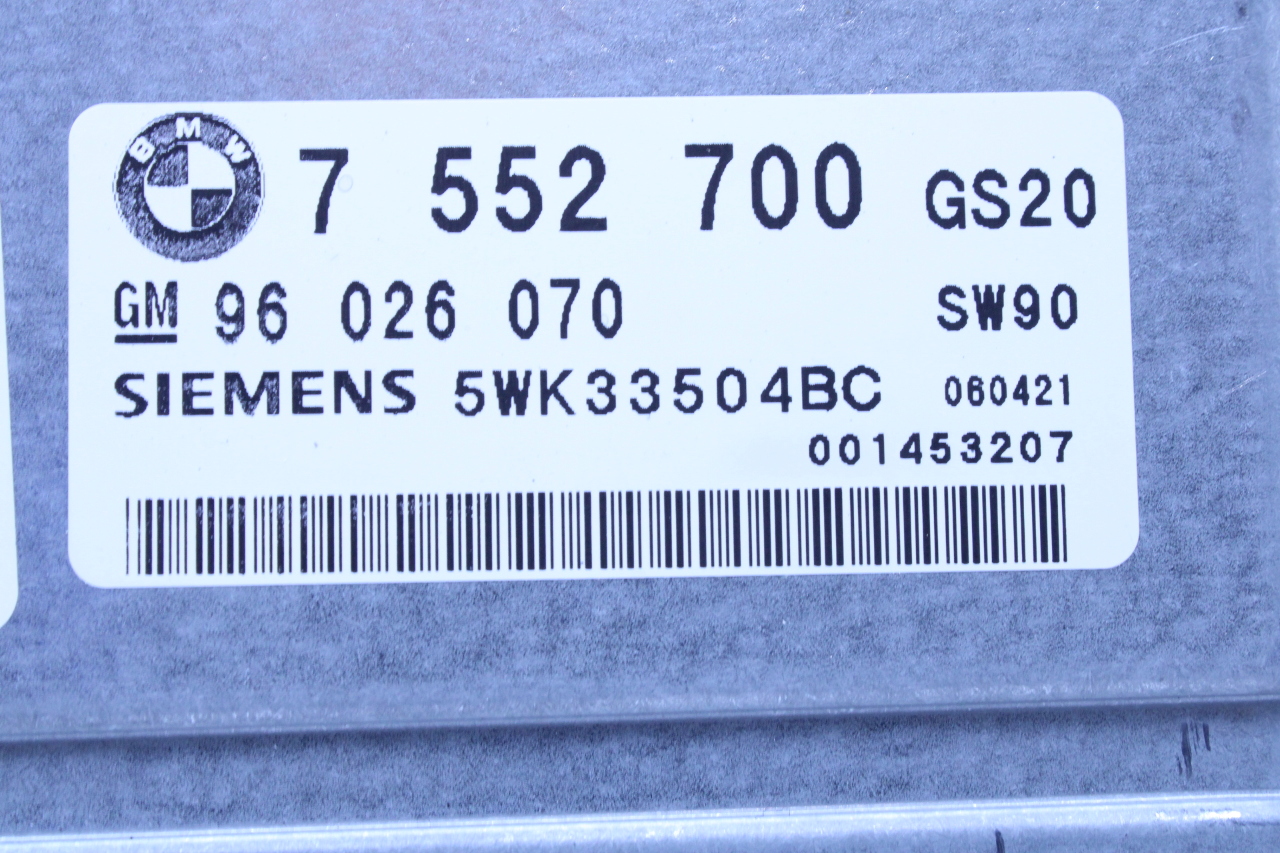 BMW 7 552 700 GS20
GM 96 026 070 SW90
SIEMENS 5WK33504BC 060421
001453207